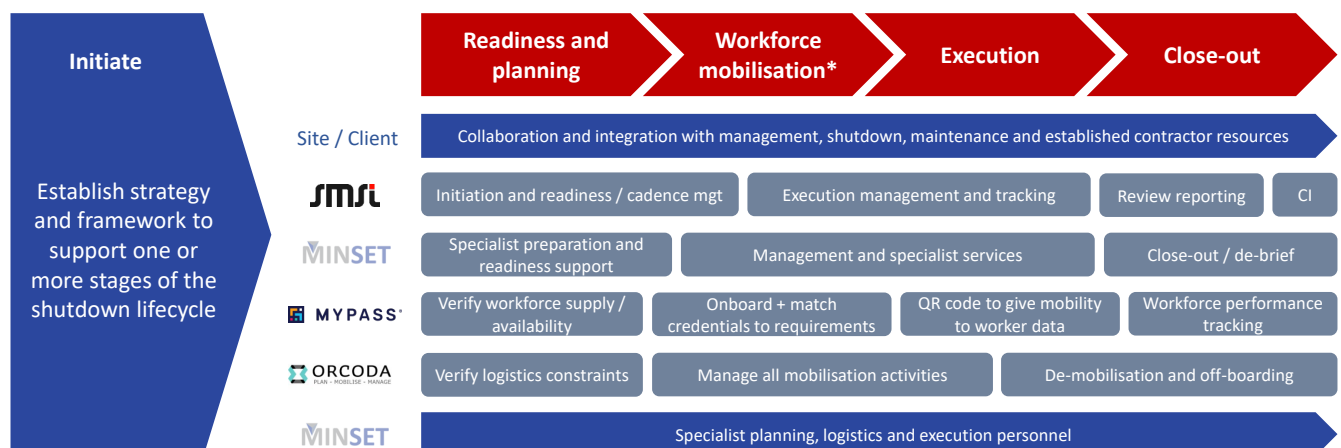 Initiate
Establish strategy
and framework to
support one or
more stages of the
shutdown lifecycle
Readiness and
planning
Workforce
mobilisation*
Execution
Close-out
Site / Client
Collaboration and integration with management, shutdown, maintenance and established contractor resources
smsi
Initiation and readiness / cadence mgt
Execution management and tracking
Review reporting
CI
MINSET
Specialist preparation and
readiness support
Management and specialist services
Close-out / de-brief
MYPASS
Verify workforce supply /
availability
Onboard + match
credentials to requirements
QR code to give mobility
to worker data
Workforce performance
tracking
ORCODA
PLAN - MOBILISE - MANAGE
Verify logistics constraints
Manage all mobilisation activities
De-mobilisation and off-boarding
MINSET
Specialist planning, logistics and execution personnel